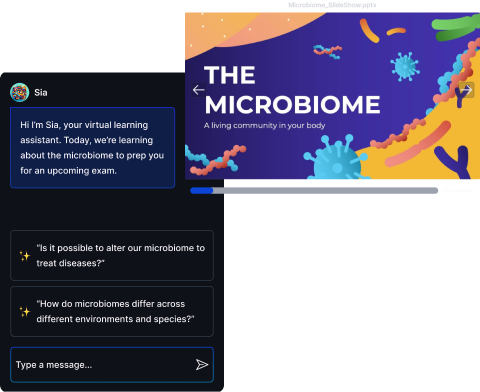 Microbiome_SlideShow.pptx
THE
MICROBIOME
A living community in your body
Sia
Hi I'm Sia, your virtual learning
assistant. Today, we're learning
about the microbiome to prep you
for an upcoming exam.
“Is it possible to alter our microbiome to
treat diseases?”
“How do microbiomes differ across
different environments and species?”
Type a message...